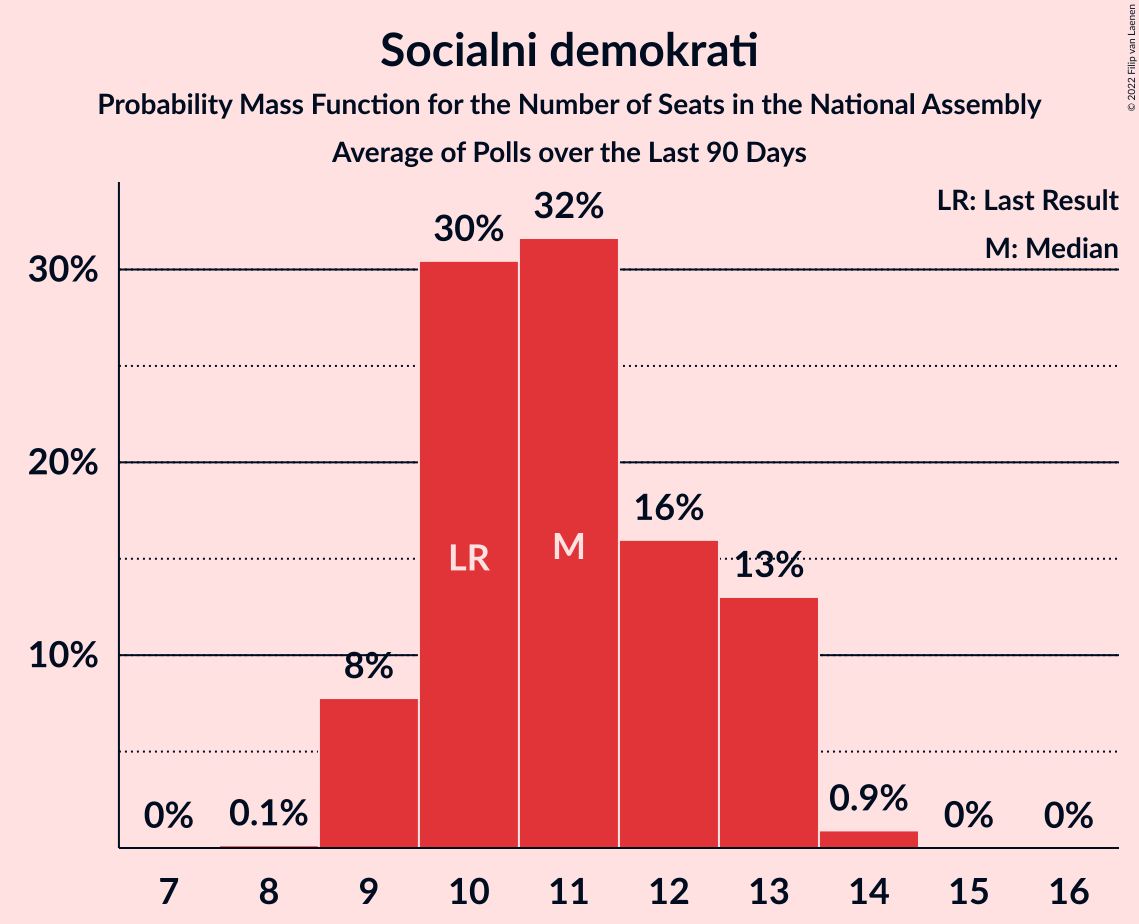 Socialni demokrati
Probability Mass Function for the Number of Seats in the National Assembly
Average of Polls over the Last 90 Days
© 2022 Filip van Laenen
LR: Last Result
M: Median
30%
20%
10%
0%
0.1%
8%
30%
32%
16%
13%
0.9%
0%
0%
LR
M
7 8 9 10 11 12 13 14 15 16